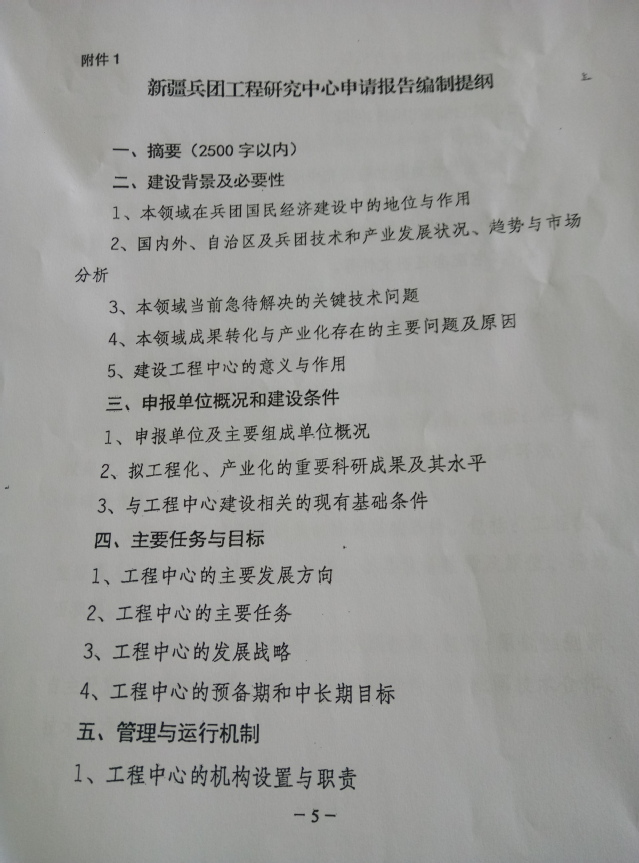 附件 1
新疆兵团工程研究中心申请报告编制提纲
上
一、摘要（2500 字以内）
二、建设背景及必要性
1、本领域在兵团国民经济建设中的地位与作用
2、国内外、自治区及兵团技术和产业发展状况、趋势与市场
分析
3、本领域当前急待解决的关键技术问题
4、本领域成果转化与产业化存在的主要问题及原因
5、建设工程中心的意义与作用
三、申报单位概况和建设条件
1、申报单位及主要组成单位概况
2、拟工程化、产业化的重要科研成果及其水平
3、与工程中心建设相关的现有基础条件
四、主要任务与目标
1、工程中心的主要发展方向
2、工程中心的主要任务
3、工程中心的发展战略
4、工程中心的预备期和中长期目标
五、管理与运行机制
1、工程中心的机构设置与职责
－5－